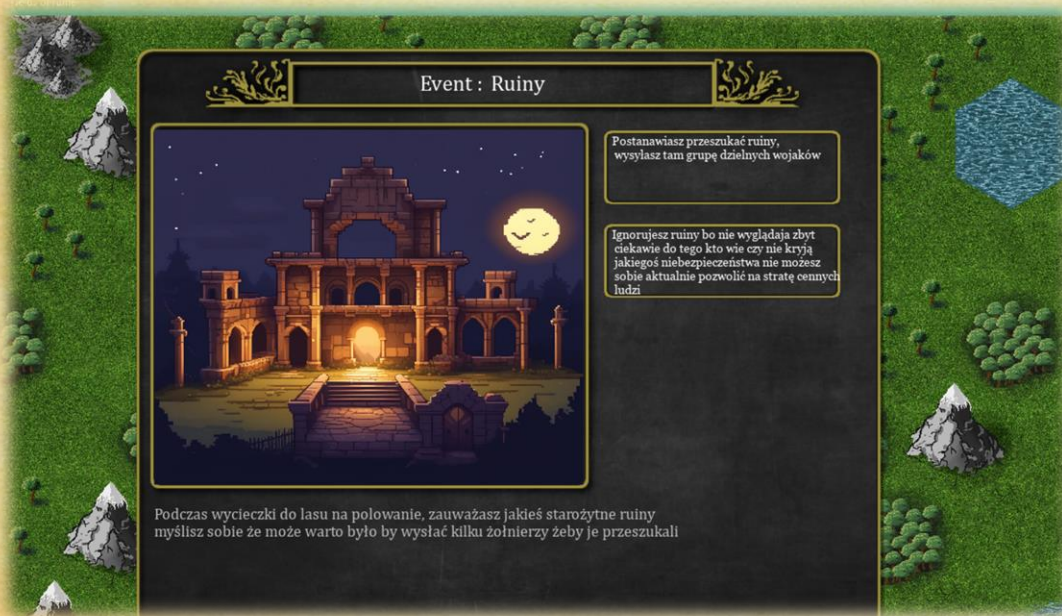 Event : Ruiny
Postanawiasz przeszukać ruiny,
wysyłasz tam grupę dzielnych wojaków
Ignorujesz ruiny bo nie wyglądaja zbyt
ciekawie do tego kto wie czy nie kryją
jakiegoś niebezpieczeństwa nie możesz
sobie aktualnie pozwolić na stratę cennych
ludzi
Podczas wycieczki do lasu na polowanie, zauważasz jakieś starożytne ruiny
myślisz sobie że może warto było by wysłać kilku żołnierzy żeby je przeszukali